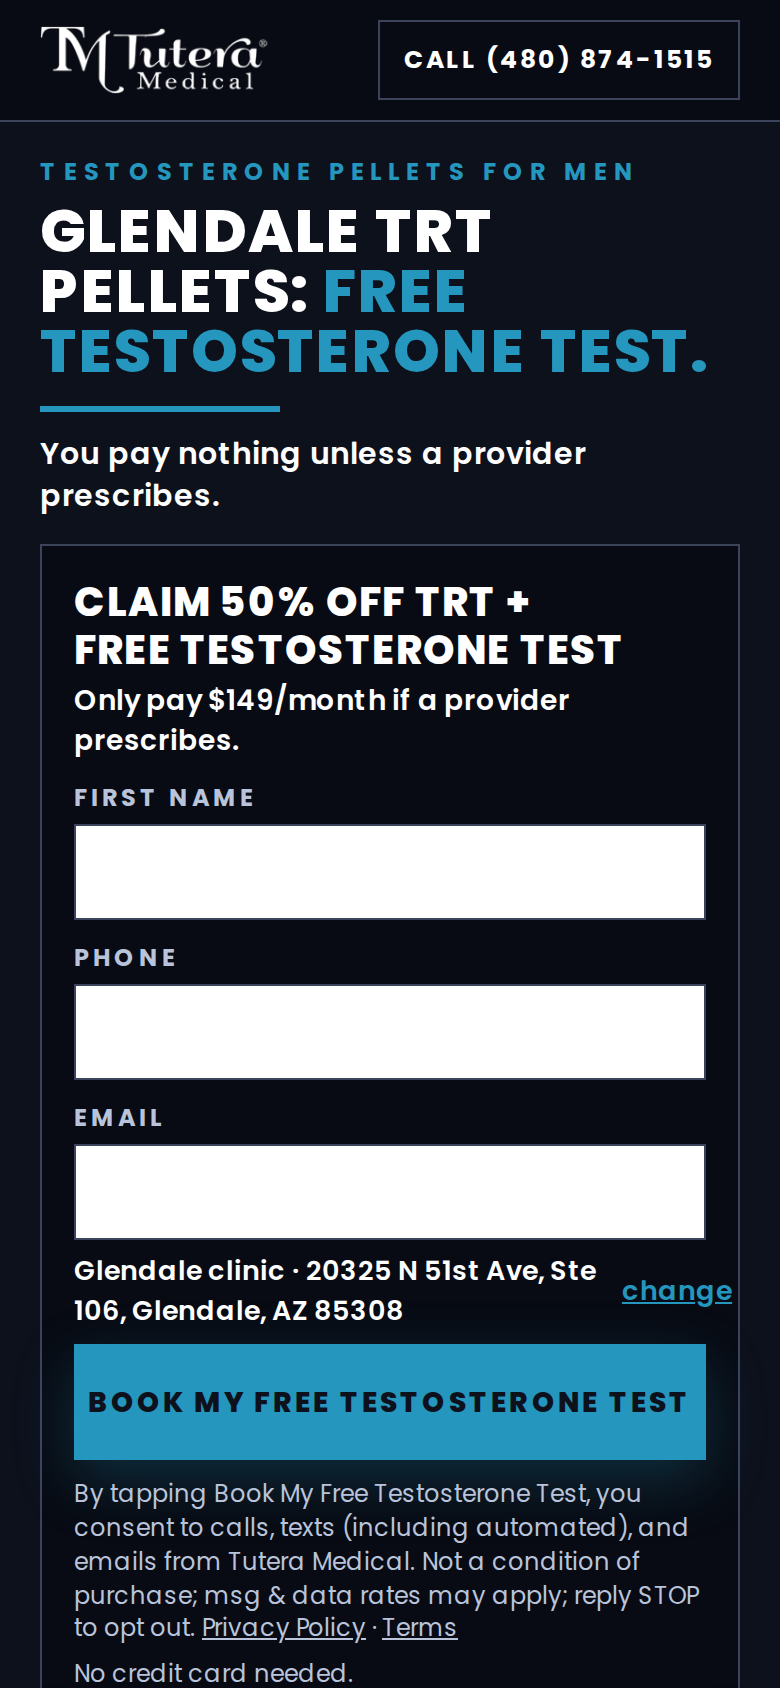 TM Tutera®
Medical
CALL (480) 874-1515
TESTOSTERONE PELLETS FOR MEN
GLENDALE TRT
PELLETS: FREE
TESTOSTERONE TEST.
You pay nothing unless a provider
prescribes.
CLAIM 50% OFF TRT +
FREE TESTOSTERONE TEST
Only pay $149/month if a provider
prescribes.
FIRST NAME
PHONE
EMAIL
Glendale clinic · 20325 N 51st Ave, Ste
106, Glendale, AZ 85308
change
BOOK MY FREE TESTOSTERONE TEST
By tapping Book My Free Testosterone Test, you
consent to calls, texts (including automated), and
emails from Tutera Medical. Not a condition of
purchase; msg & data rates may apply; reply STOP
to opt out. Privacy Policy · Terms
No credit card needed.